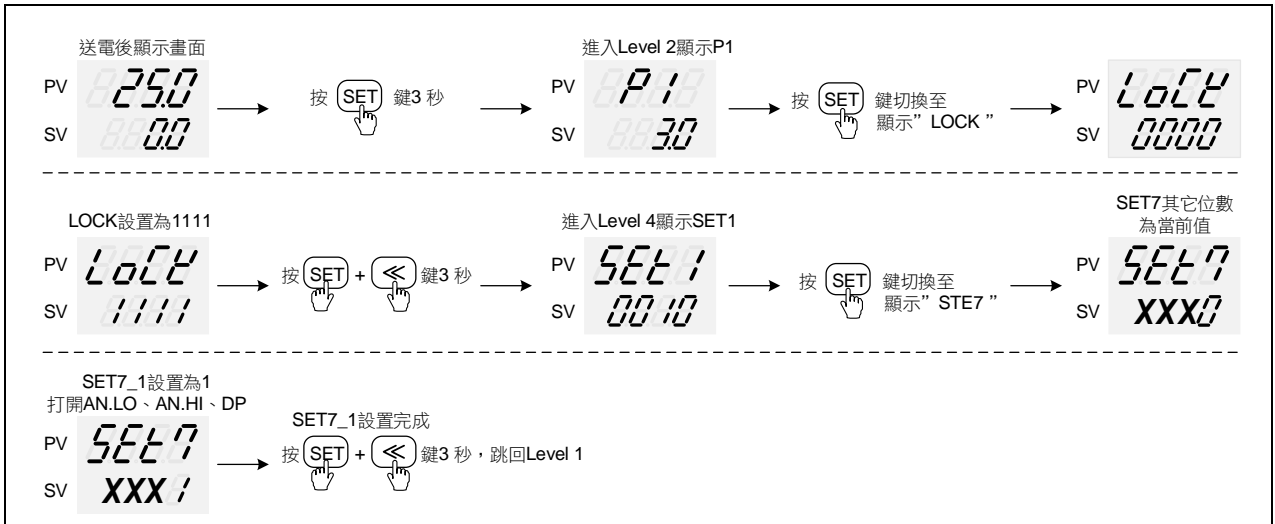 送電後顯示畫面
PV 25.0
SV 0.0
按 SET 鍵3 秒
進入Level 2顯示P1
PV P1
SV 3.0
按 SET 鍵切換至
顯示” LOCK ”
PV LoCK
SV 0000
LOCK設置為1111
PV LoCK
SV 1111
按 SET + ≪ 鍵3 秒
進入Level 4顯示SET1
PV SEt1
SV 0010
按 SET 鍵切換至
顯示” STE7 ”
SET7其它位數
為當前值
PV SEt7
SV XXX0
SET7_1設置為1
打開AN.LO、AN.HI、DP
PV SEt7
SV XXX1
SET7_1設置完成
按 SET + ≪ 鍵3 秒，跳回Level 1